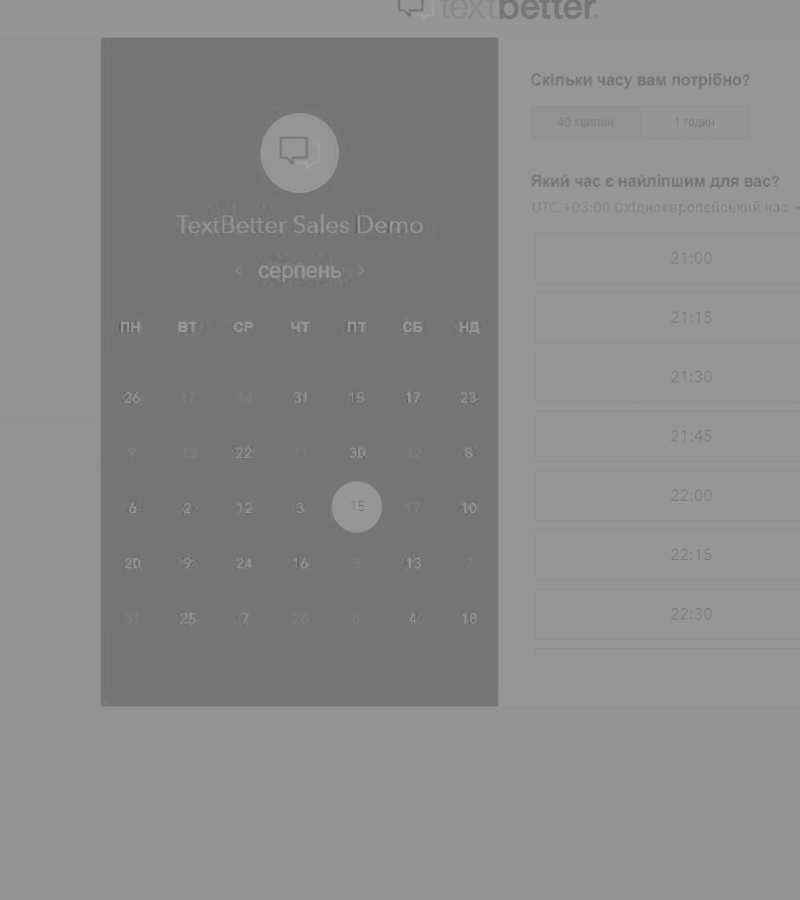 textbetter.
TextBetter Sales Demo
‹ серпень ›
ПН ВТ СР ЧТ ПТ СБ НД
26 17 14 31 15 17 23
9 13 22 11 30 12 8
6 2 12 3 15 17 10
20 9 24 16 3 13 7
31 25 7 26 8 4 18
Скільки часу вам потрібно?
40 хвилин 1 годин
Який час є найліпшим для вас?
UTC +03:00 Східноєвропейський час
21:00
21:15
21:30
21:45
22:00
22:15
22:30